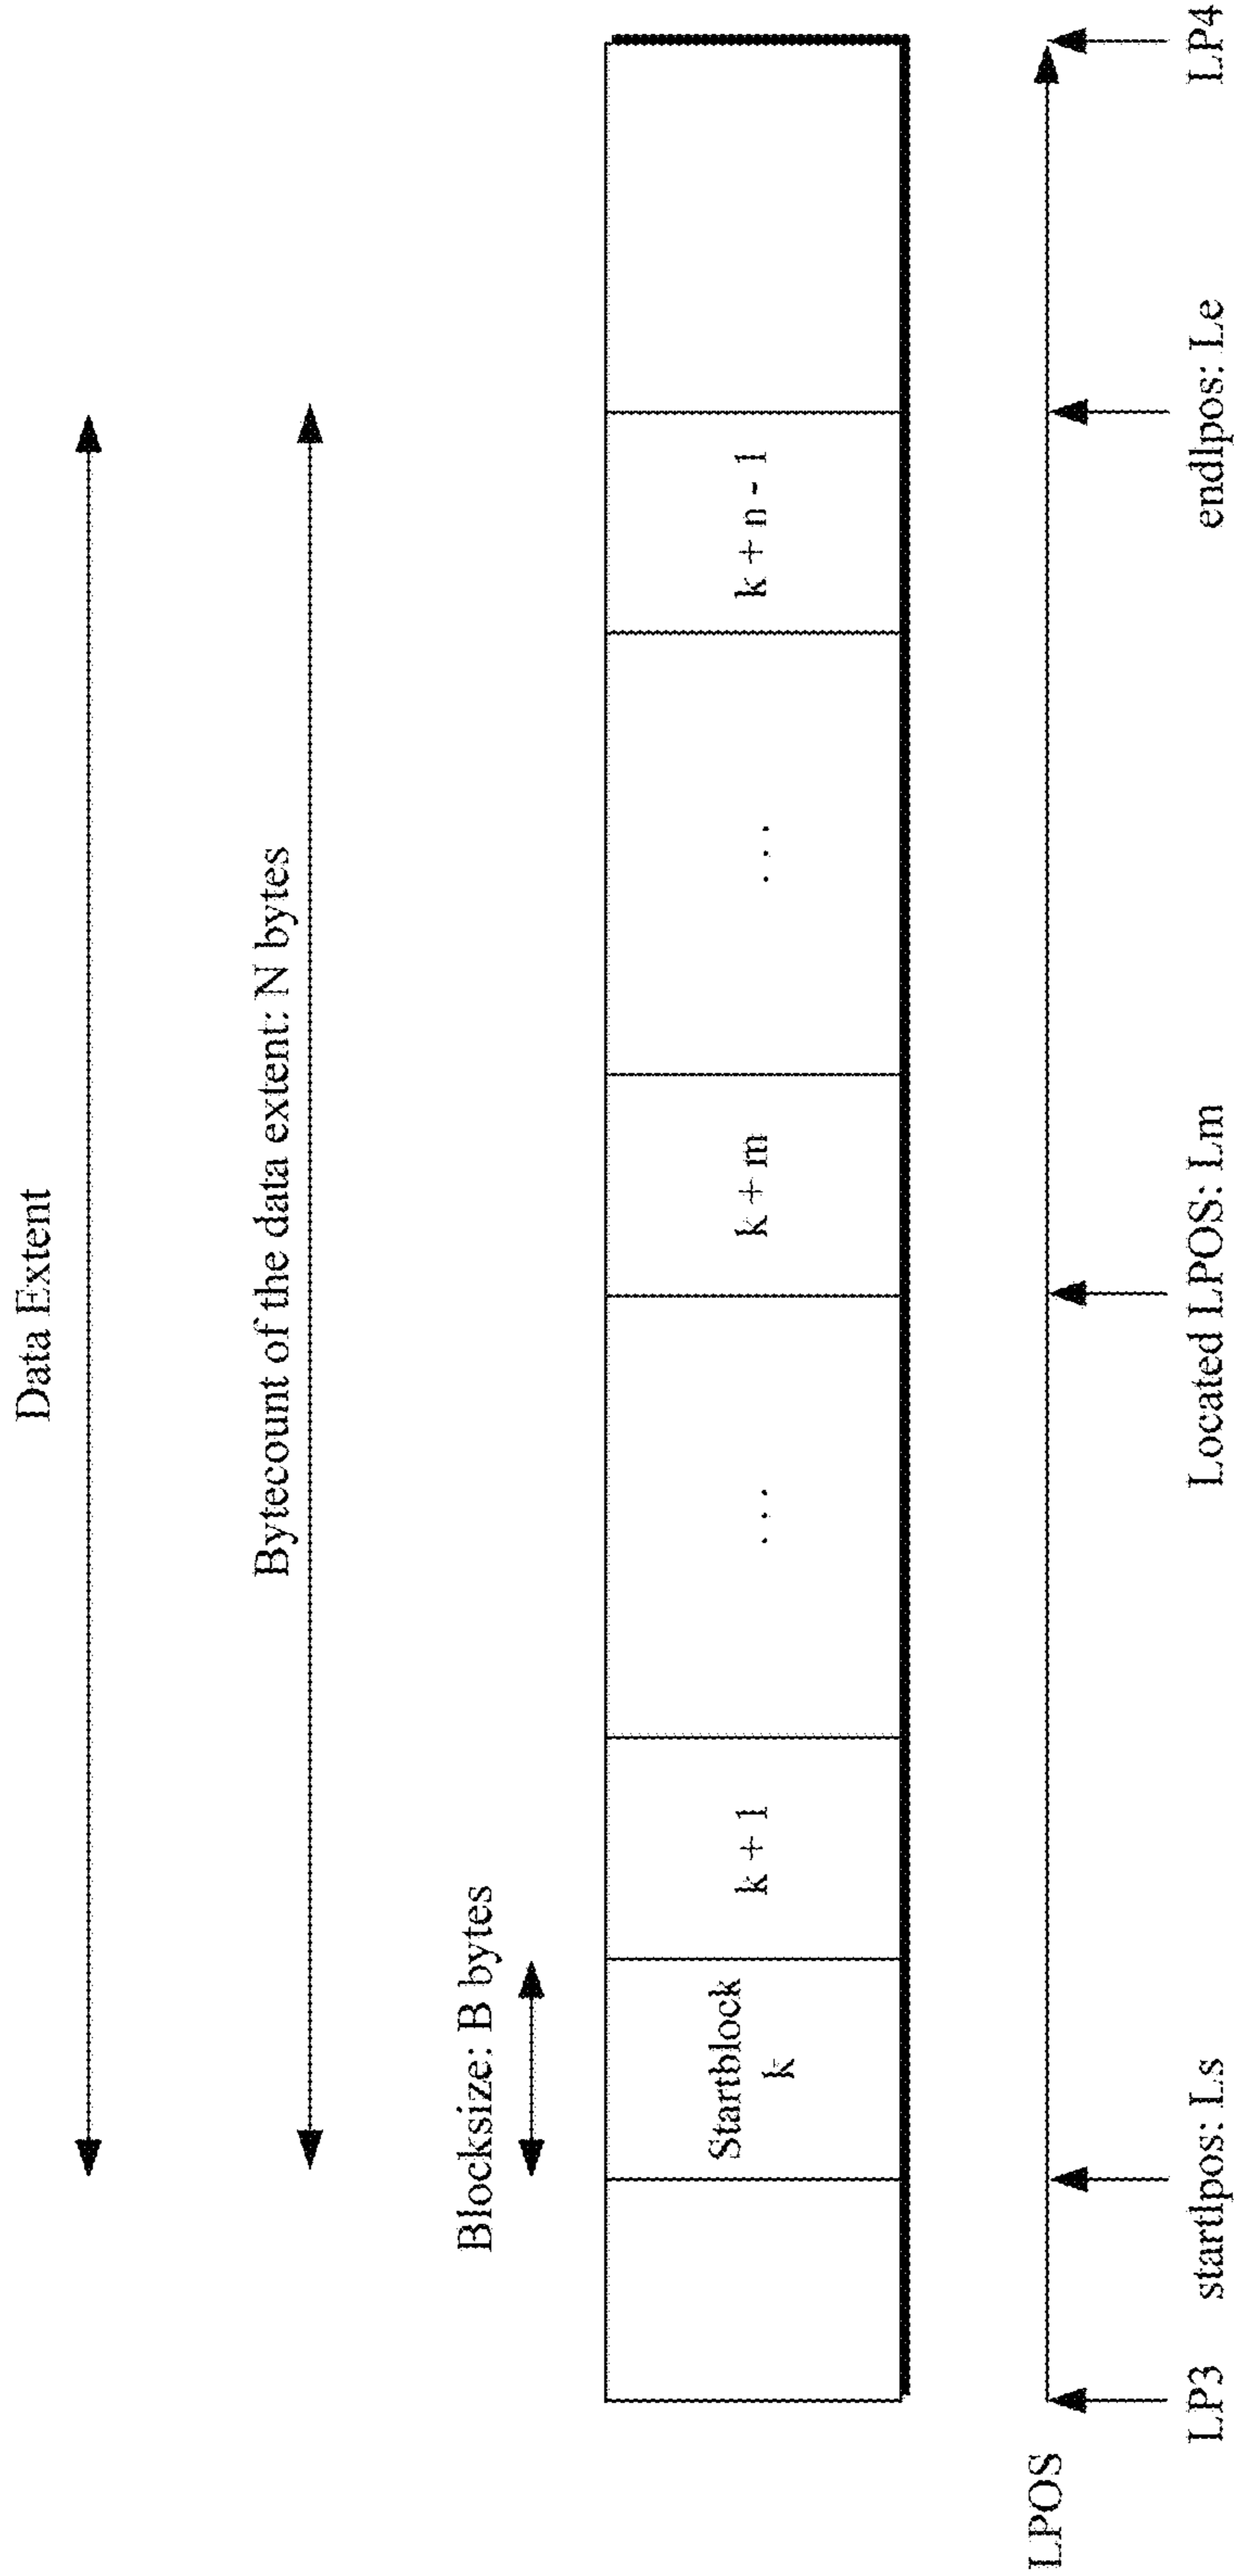 Data Extent
Bytecount of the data extent: N bytes
Blocksize: B bytes
Startblock
k
k + 1
. . .
k + m
. . .
k + n - 1
LPOS
LP3
startlpos: Ls
Located LPOS: Lm
endlpos: Le
LP4